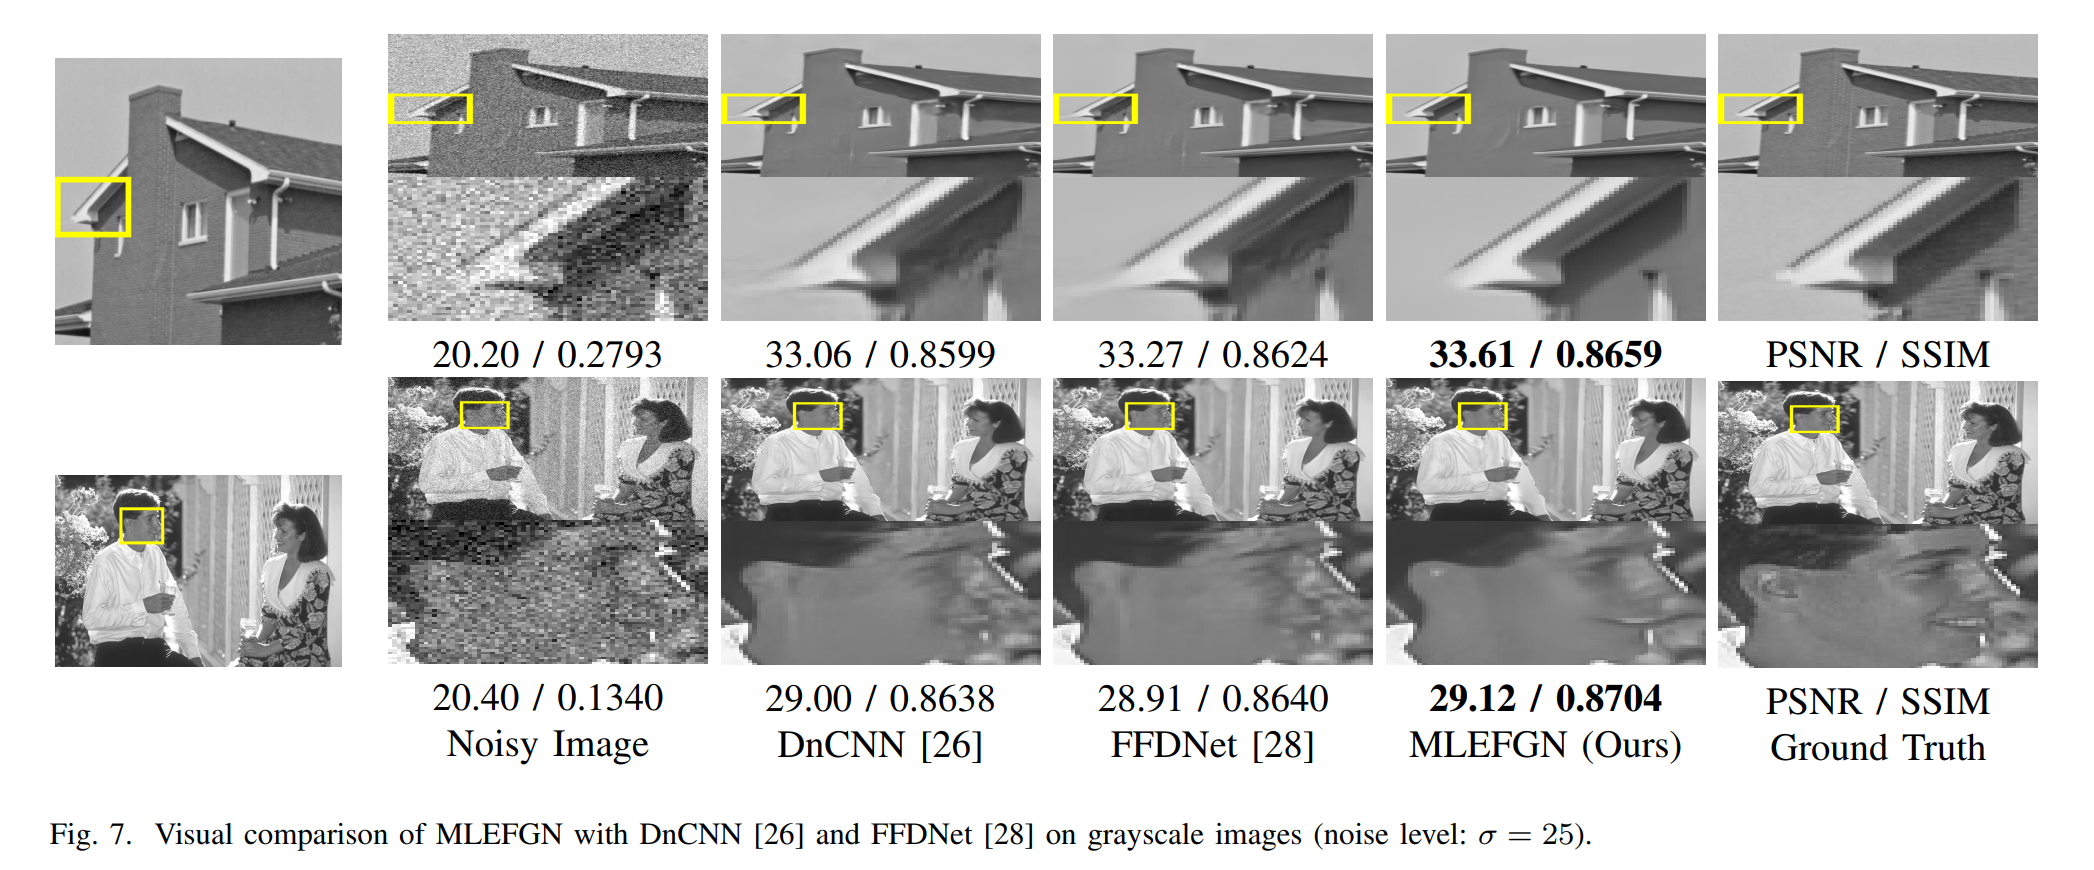 20.20 / 0.2793 33.06 / 0.8599 33.27 / 0.8624 33.61 / 0.8659 PSNR / SSIM
20.40 / 0.1340 29.00 / 0.8638 28.91 / 0.8640 29.12 / 0.8704 PSNR / SSIM
Noisy Image DnCNN [26] FFDNet [28] MLEFGN (Ours) Ground Truth
Fig. 7. Visual comparison of MLEFGN with DnCNN [26] and FFDNet [28] on grayscale images (noise level: σ = 25).